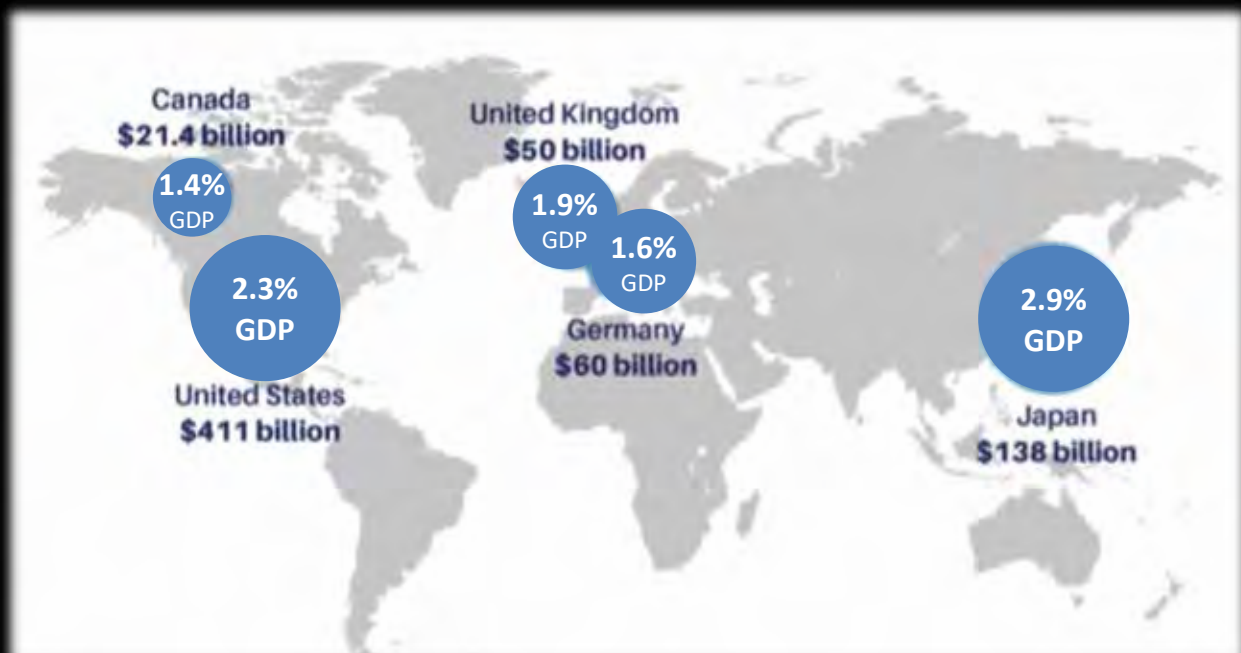 Canada
$21.4 billion
1.4%
GDP
2.3%
GDP
United States
$411 billion
United Kingdom
$50 billion
1.9%
GDP
1.6%
GDP
Germany
$60 billion
2.9%
GDP
Japan
$138 billion